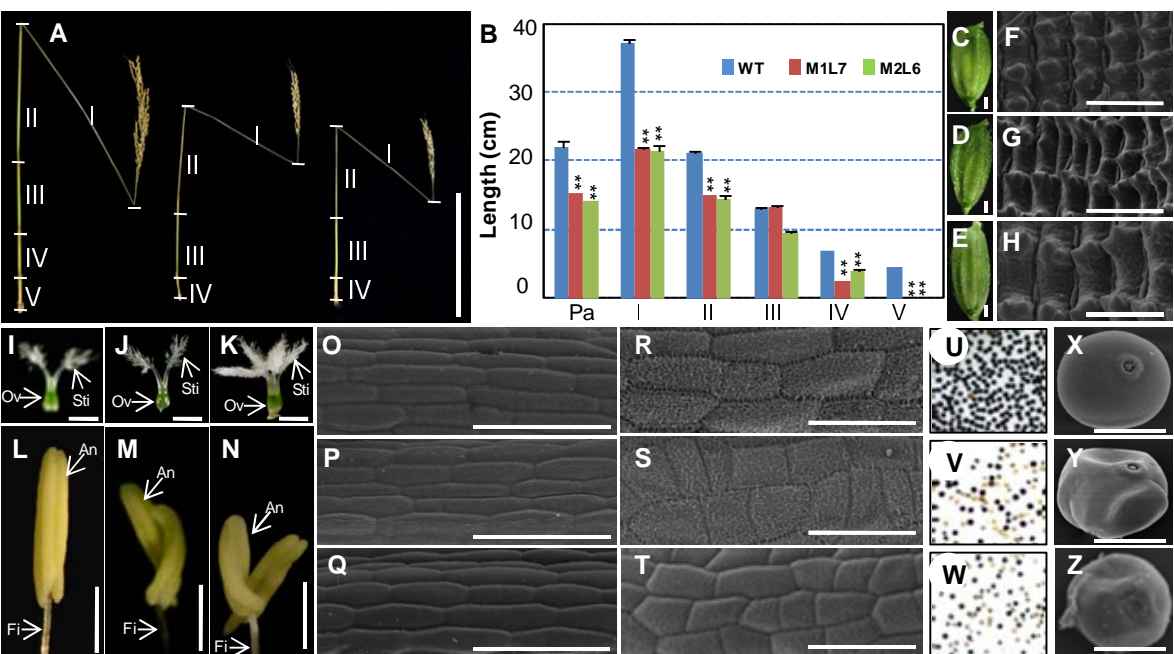 A
I
II
III
IV
V
I
II
III
IV
I
II
III
IV
B
Length (cm)
40
30
20
10
0
WT M1L7 M2L6
** **
** **
** **
** **
** **
Pa I II III IV V
C
D
E
F
G
H
I
Ov
Sti
J
Ov
Sti
K
Ov
Sti
L
An
Fi
M
An
Fi
N
An
Fi
O
P
Q
R
S
T
U
V
W
X
Y
Z